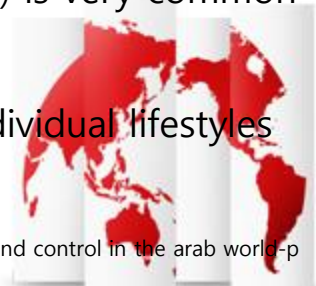 ) is very common
dividual lifestyles
nd control in the arab world-p